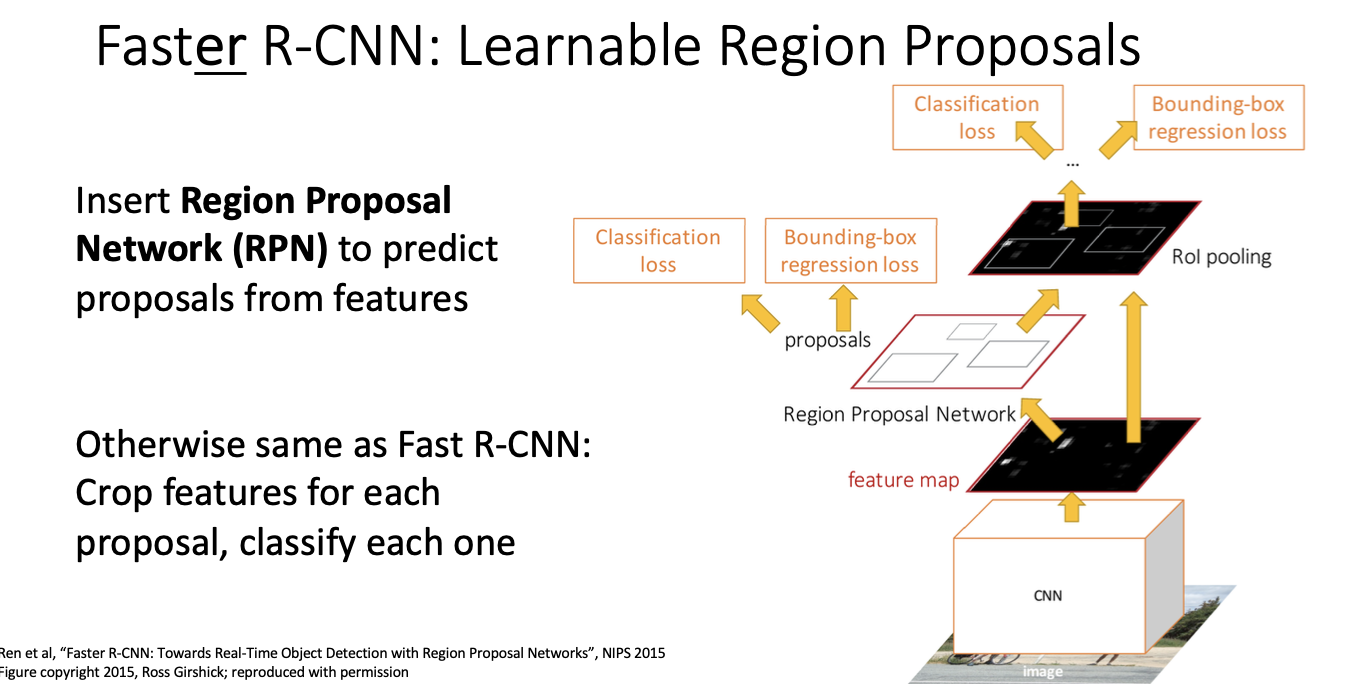 Faster R-CNN: Learnable Region Proposals
Insert Region Proposal
Network (RPN) to predict
proposals from features
Otherwise same as Fast R-CNN:
Crop features for each
proposal, classify each one
Classification
loss
Bounding-box
regression loss
...
RoI pooling
Classification
loss
Bounding-box
regression loss
proposals
Region Proposal Network
feature map
CNN
image
Ren et al, “Faster R-CNN: Towards Real-Time Object Detection with Region Proposal Networks”, NIPS 2015
Figure copyright 2015, Ross Girshick; reproduced with permission